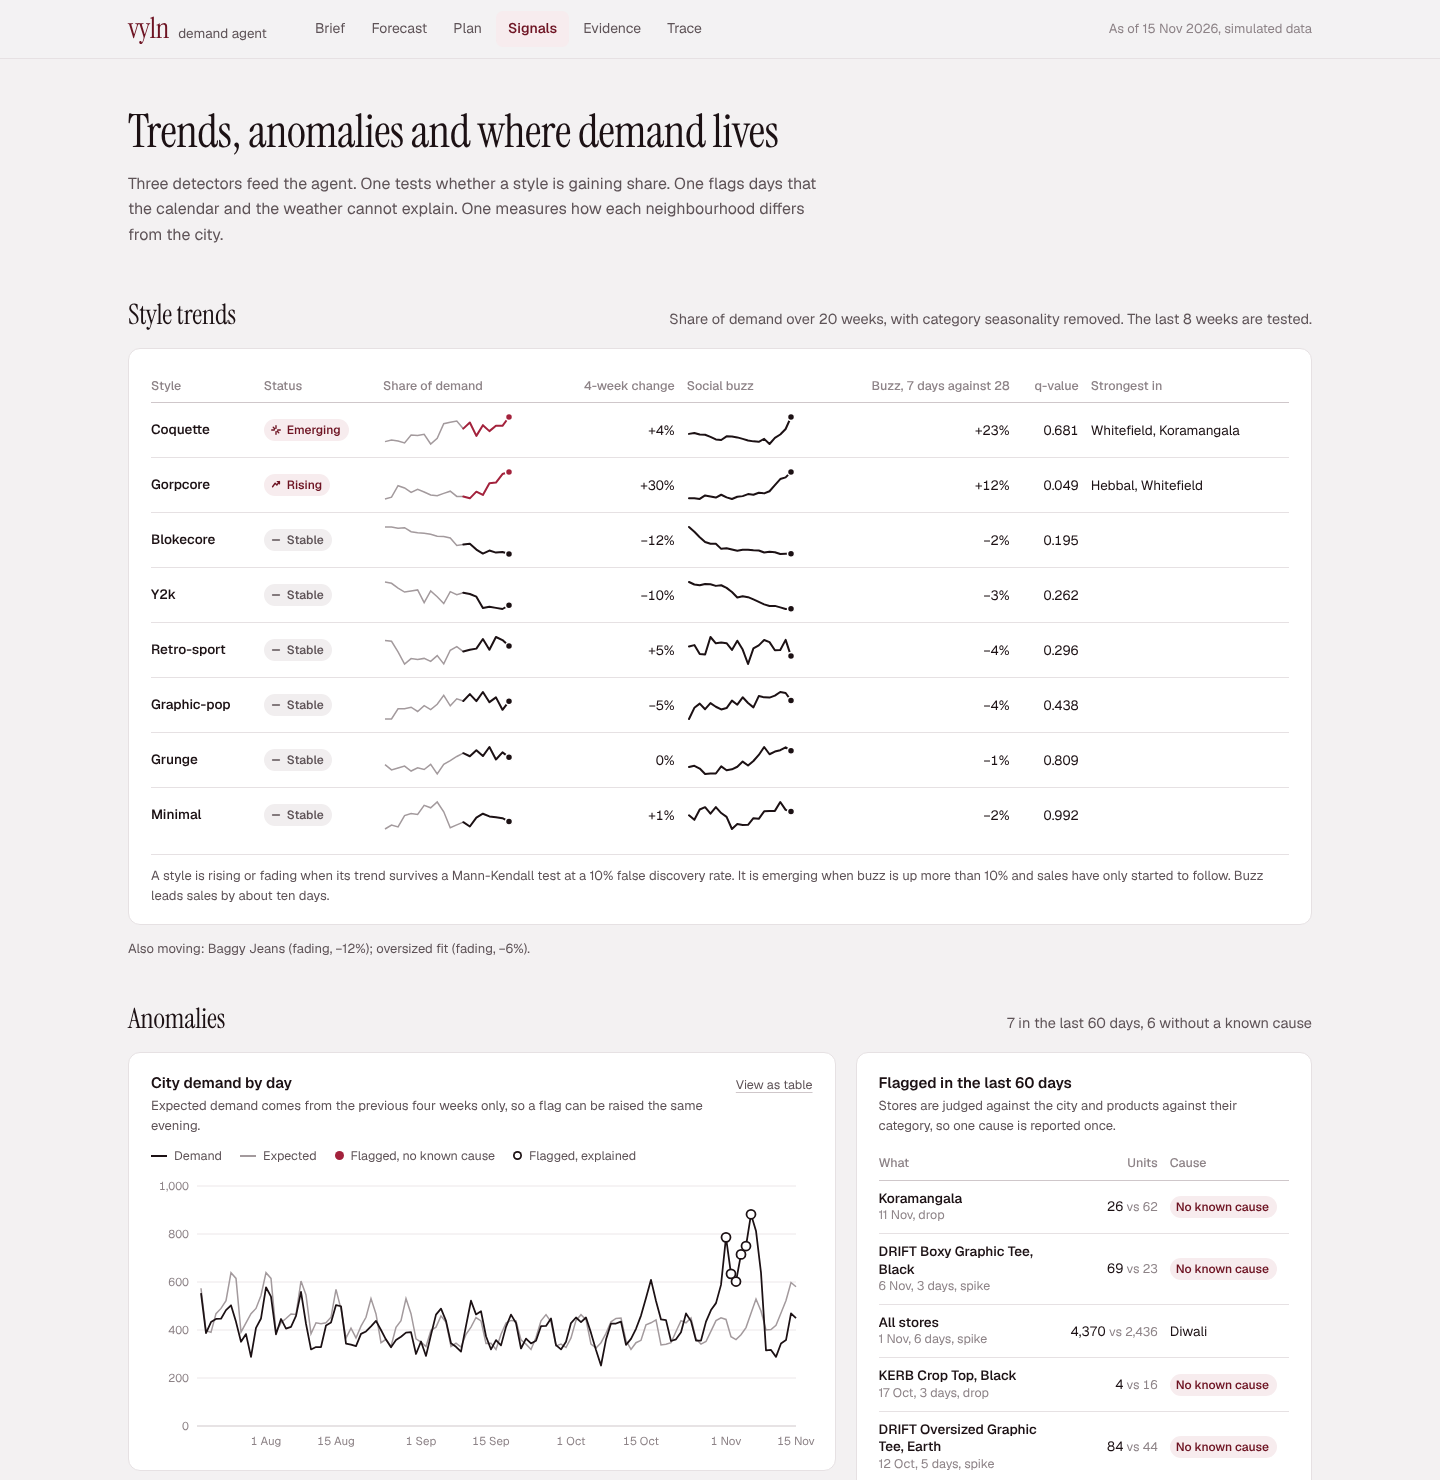 vyln demand agent Brief Forecast Plan Signals Evidence Trace As of 15 Nov 2026, simulated data
Trends, anomalies and where demand lives
Three detectors feed the agent. One tests whether a style is gaining share. One flags days that
the calendar and the weather cannot explain. One measures how each neighbourhood differs
from the city.
Style trends
Share of demand over 20 weeks, with category seasonality removed. The last 8 weeks are tested.
Style Status Share of demand 4-week change Social buzz Buzz, 7 days against 28 q-value Strongest in
Coquette Emerging +4% +23% 0.681 Whitefield, Koramangala
Gorpcore Rising +30% +12% 0.049 Hebbal, Whitefield
Blokecore – Stable −12% −2% 0.195
Y2k – Stable −10% −3% 0.262
Retro-sport – Stable +5% −4% 0.296
Graphic-pop – Stable −5% −4% 0.438
Grunge – Stable 0% −1% 0.809
Minimal – Stable +1% −2% 0.992
A style is rising or fading when its trend survives a Mann-Kendall test at a 10% false discovery rate. It is emerging when buzz is up more than 10% and sales have only started to follow. Buzz
leads sales by about ten days.
Also moving: Baggy Jeans (fading, −12%); oversized fit (fading, −6%).
Anomalies
7 in the last 60 days, 6 without a known cause
City demand by day
View as table
Expected demand comes from the previous four weeks only, so a flag can be raised the same
evening.
Demand Expected Flagged, no known cause Flagged, explained
1,000
800
600
400
200
0
1 Aug 15 Aug 1 Sep 15 Sep 1 Oct 15 Oct 1 Nov 15 Nov
Flagged in the last 60 days
Stores are judged against the city and products against their
category, so one cause is reported once.
What Units Cause
Koramangala
11 Nov, drop
26 vs 62 No known cause
DRIFT Boxy Graphic Tee,
Black
6 Nov, 3 days, spike
69 vs 23 No known cause
All stores
1 Nov, 6 days, spike
4,370 vs 2,436 Diwali
KERB Crop Top, Black
17 Oct, 3 days, drop
4 vs 16 No known cause
DRIFT Oversized Graphic
Tee, Earth
12 Oct, 5 days, spike
84 vs 44 No known cause